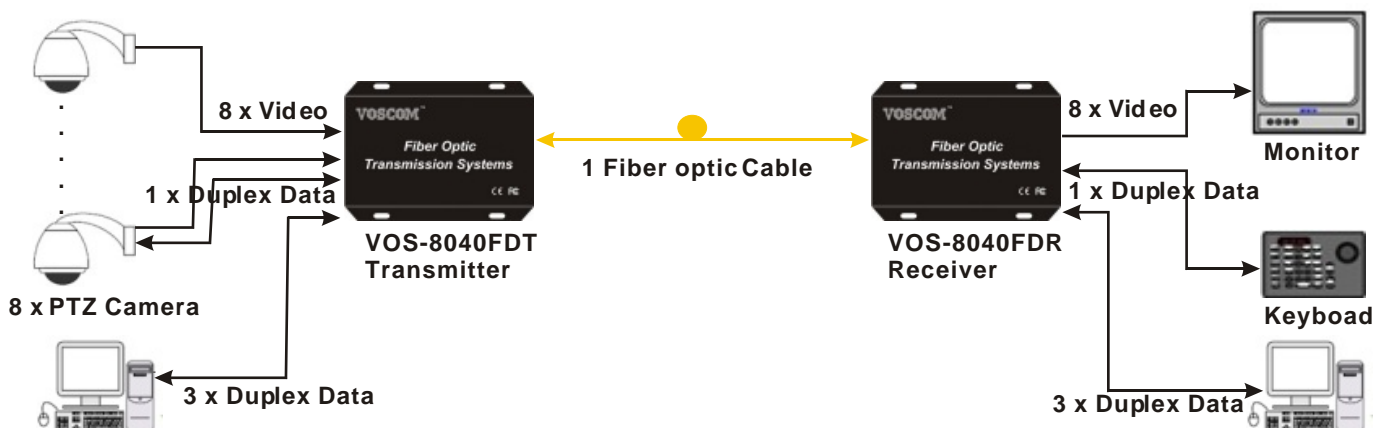 8 x Video
1 x Duplex Data
8 x PTZ Camera
3 x Duplex Data
VOSCOM™
Fiber Optic
Transmission Systems
CE FC
VOS-8040FDT
Transmitter
1 Fiber optic Cable
VOSCOM™
Fiber Optic
Transmission Systems
CE FC
VOS-8040FDR
Receiver
8 x Video
Monitor
1 x Duplex Data
Keyboad
3 x Duplex Data